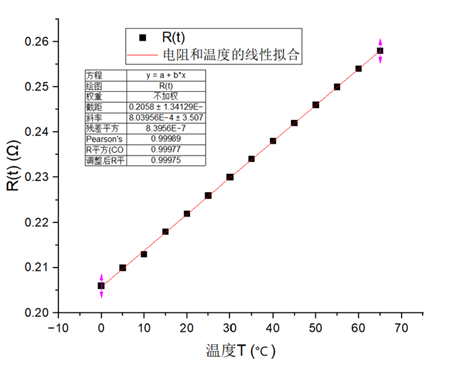 R(t)
电阻和温度的线性拟合
方程 y = a + b*x
绘图 R(t)
权重 不加权
截距 0.2058 ± 1.34129E-
斜率 8.03956E-4 ± 3.507
残差平方 8.3956E-7
Pearson's 0.99989
R平方(CO 0.99977
调整后R平 0.99975
R(t) (Ω)
0.26
0.25
0.24
0.23
0.22
0.21
0.20
−10 0 10 20 30 40 50 60 70
温度T (℃)